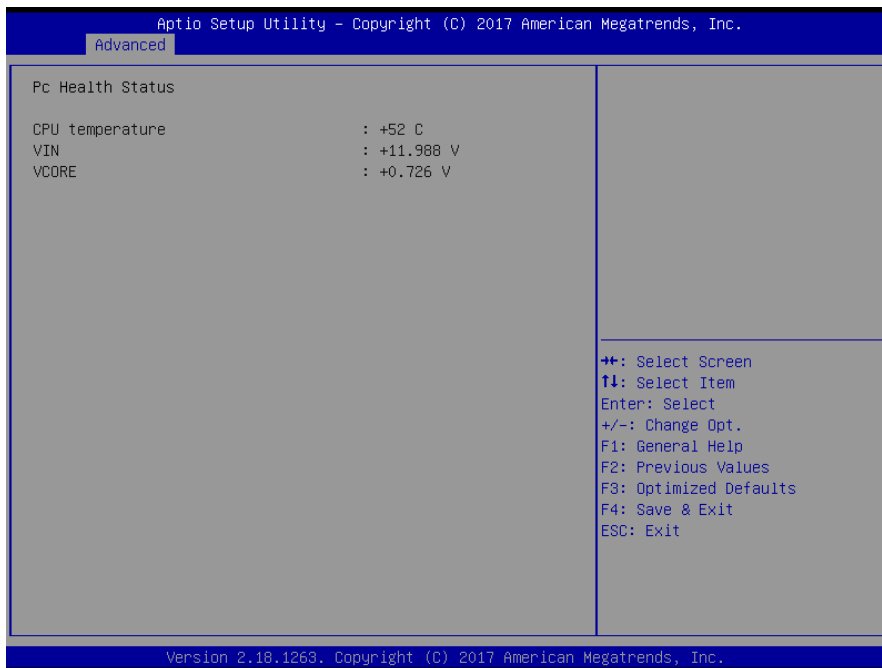 Aptio Setup Utility – Copyright (C) 2017 American Megatrends, Inc.
Advanced
Pc Health Status
CPU temperature : +52 C
VIN : +11.988 V
VCORE : +0.726 V
→←: Select Screen
↑↓: Select Item
Enter: Select
+/-: Change Opt.
F1: General Help
F2: Previous Values
F3: Optimized Defaults
F4: Save & Exit
ESC: Exit
Version 2.18.1263. Copyright (C) 2017 American Megatrends, Inc.